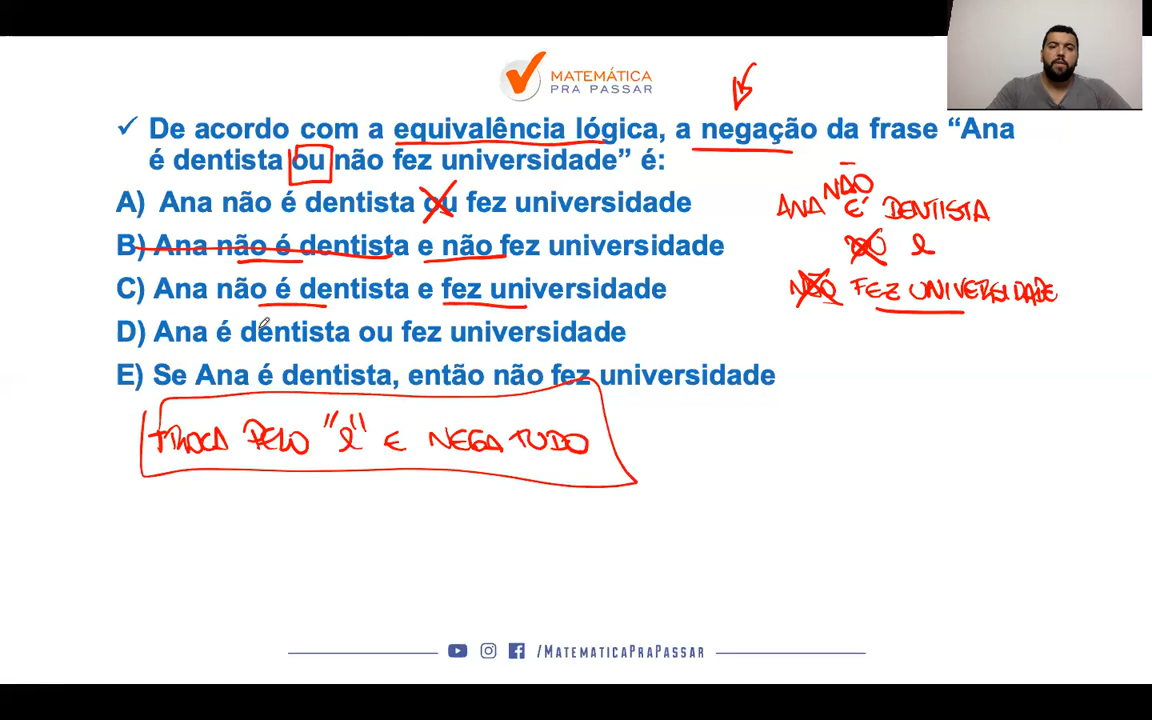 MATEMÁTICA
PRA PASSAR
De acordo com a equivalência lógica, a negação da frase “Ana
é dentista ou não fez universidade” é:
A) Ana não é dentista ou fez universidade
B) Ana não é dentista e não fez universidade
C) Ana não é dentista e fez universidade
D) Ana é dentista ou fez universidade
E) Se Ana é dentista, então não fez universidade
NÃO
ANA É DENTISTA
OU e
NÃO FEZ UNIVERSIDADE
TROCA PELO "e" E NEGA TUDO
/MATEMATICAPRAPASSAR